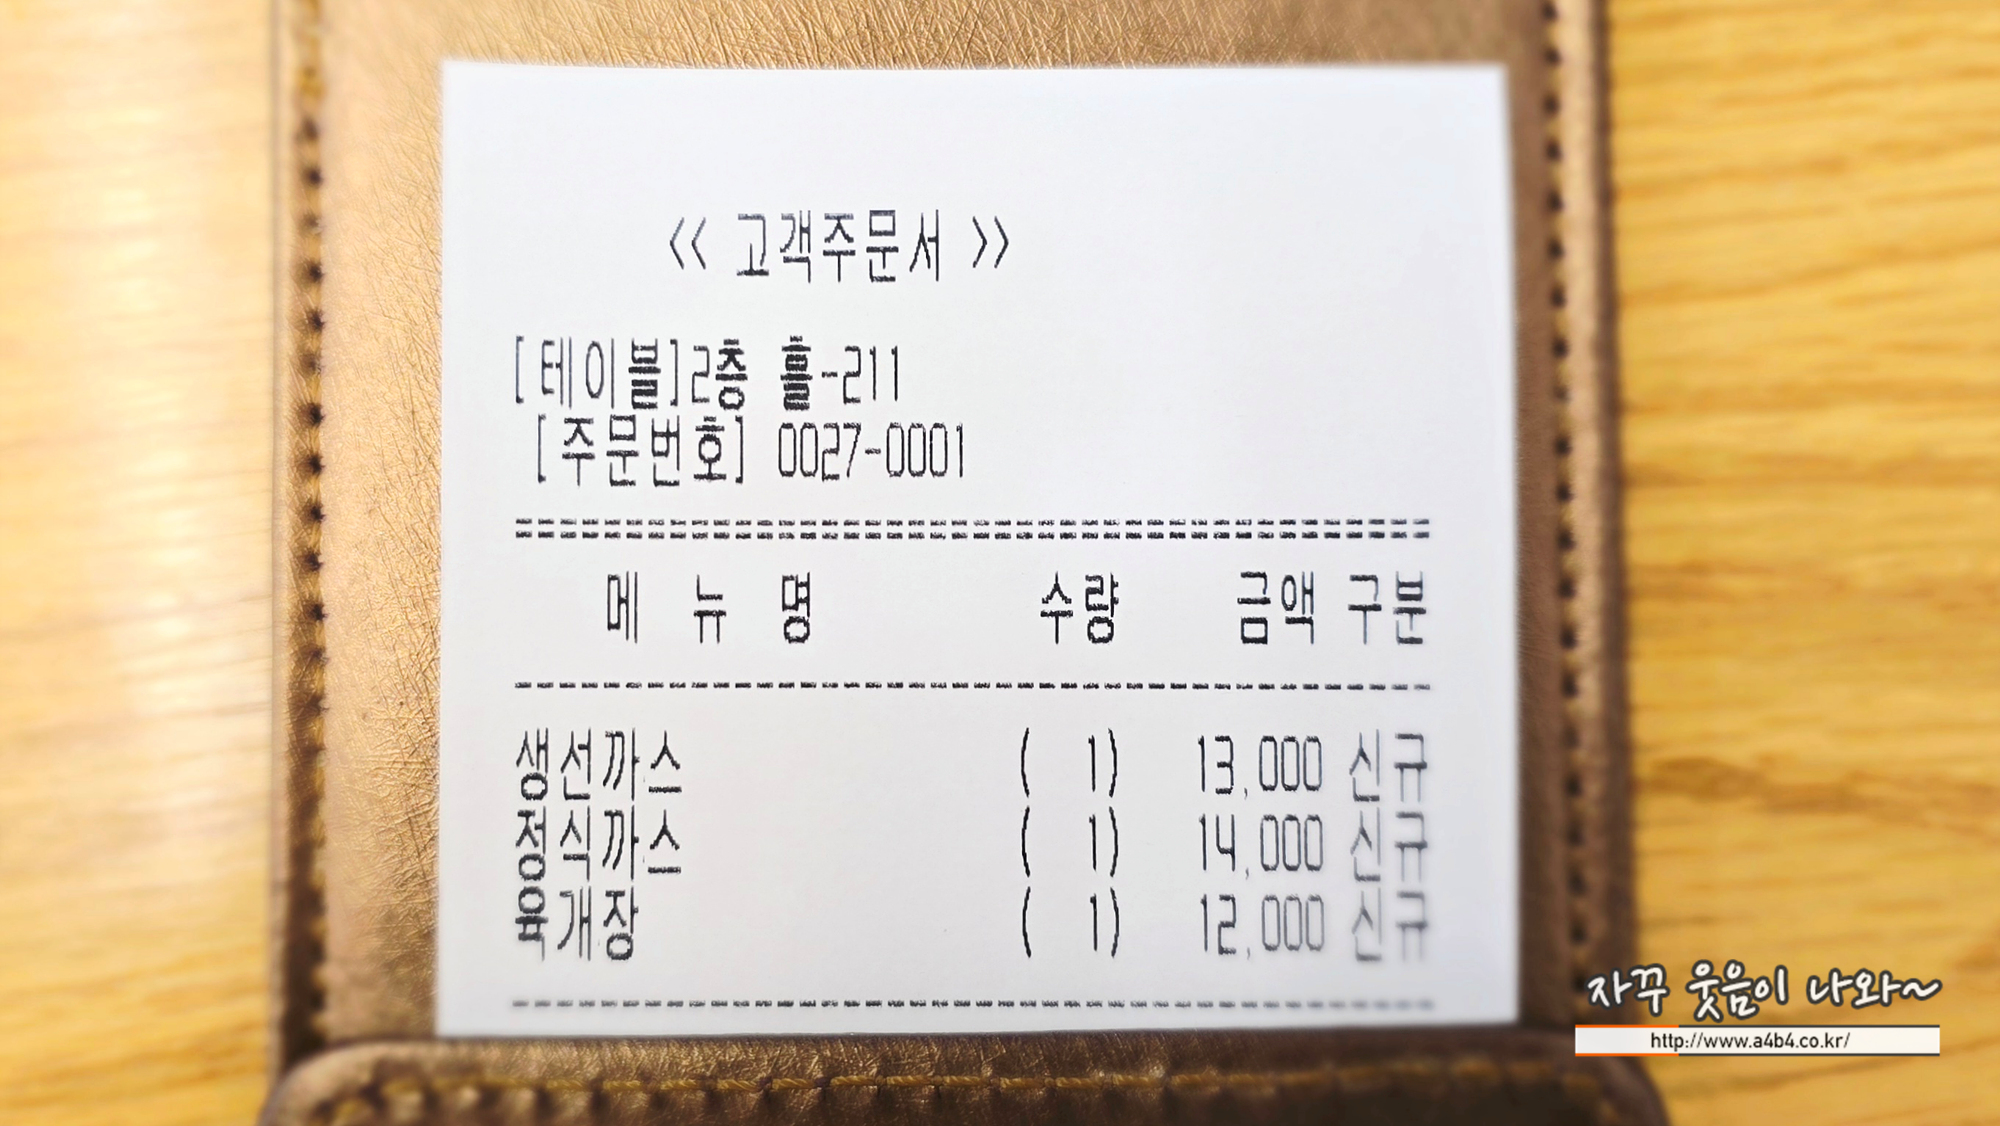 << 고객주문서 >>
[테이블]2층 홀-211
[주문번호] 0027-0001
==========================================
메 뉴 명 수량 금액 구분
------------------------------------------
생선까스 ( 1) 13,000 신규
정식까스 ( 1) 14,000 신규
육개장 ( 1) 12,000 신규
------------------------------------------
자꾸 웃음이 나와~
http://www.a4b4.co.kr/